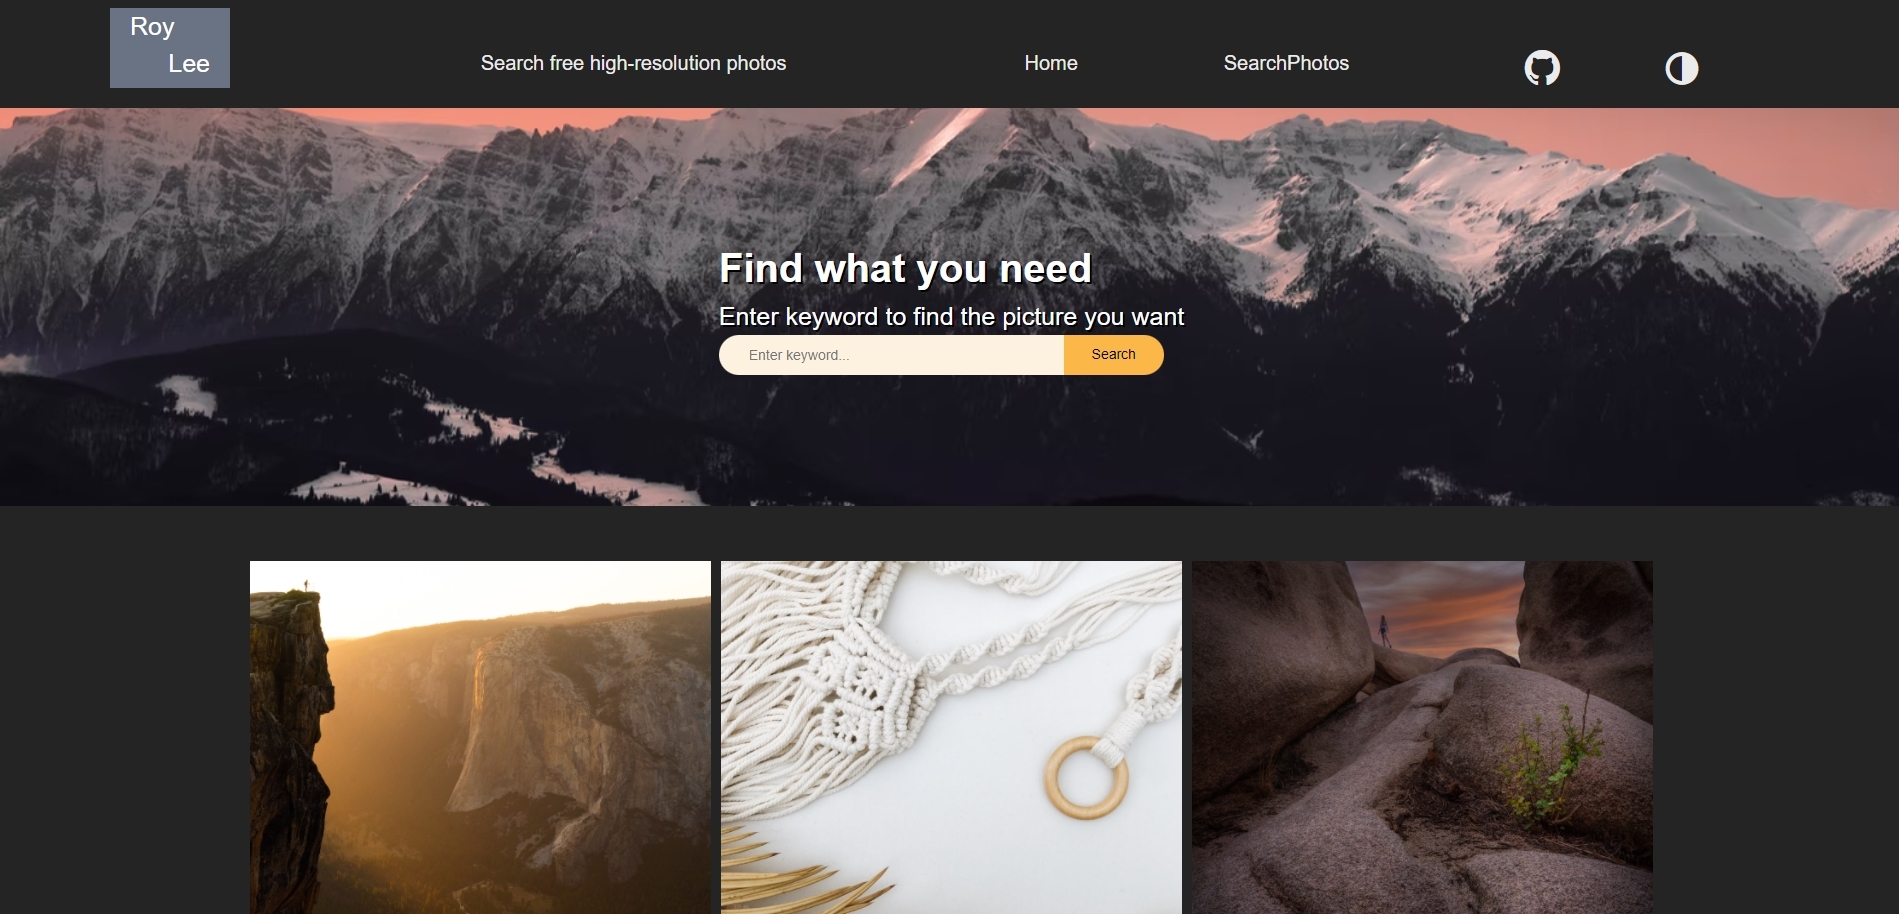 Roy
Lee
Search free high-resolution photos
Home
SearchPhotos
Find what you need
Enter keyword to find the picture you want
Enter keyword...
Search